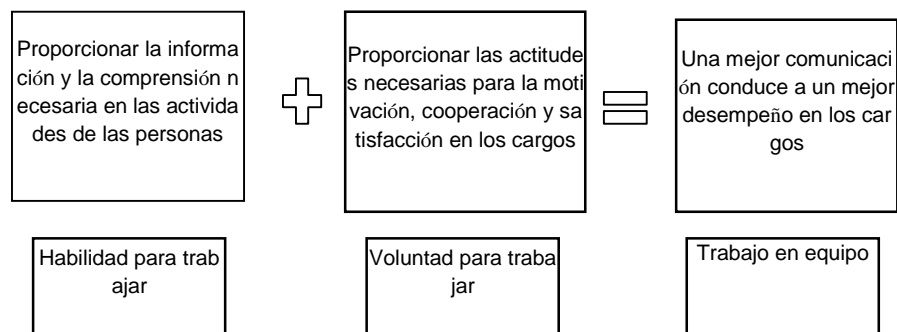 Proporcionar la informa
ción y la comprensión n
ecesaria en las activida
des de las personas
Proporcionar las actitude
s necesarias para la moti
vación, cooperación y sa
tisfacción en los cargos
Una mejor comunicaci
ón conduce a un mejor
desempeño en los car
gos
Habilidad para trab
ajar
Voluntad para traba
jar
Trabajo en equipo